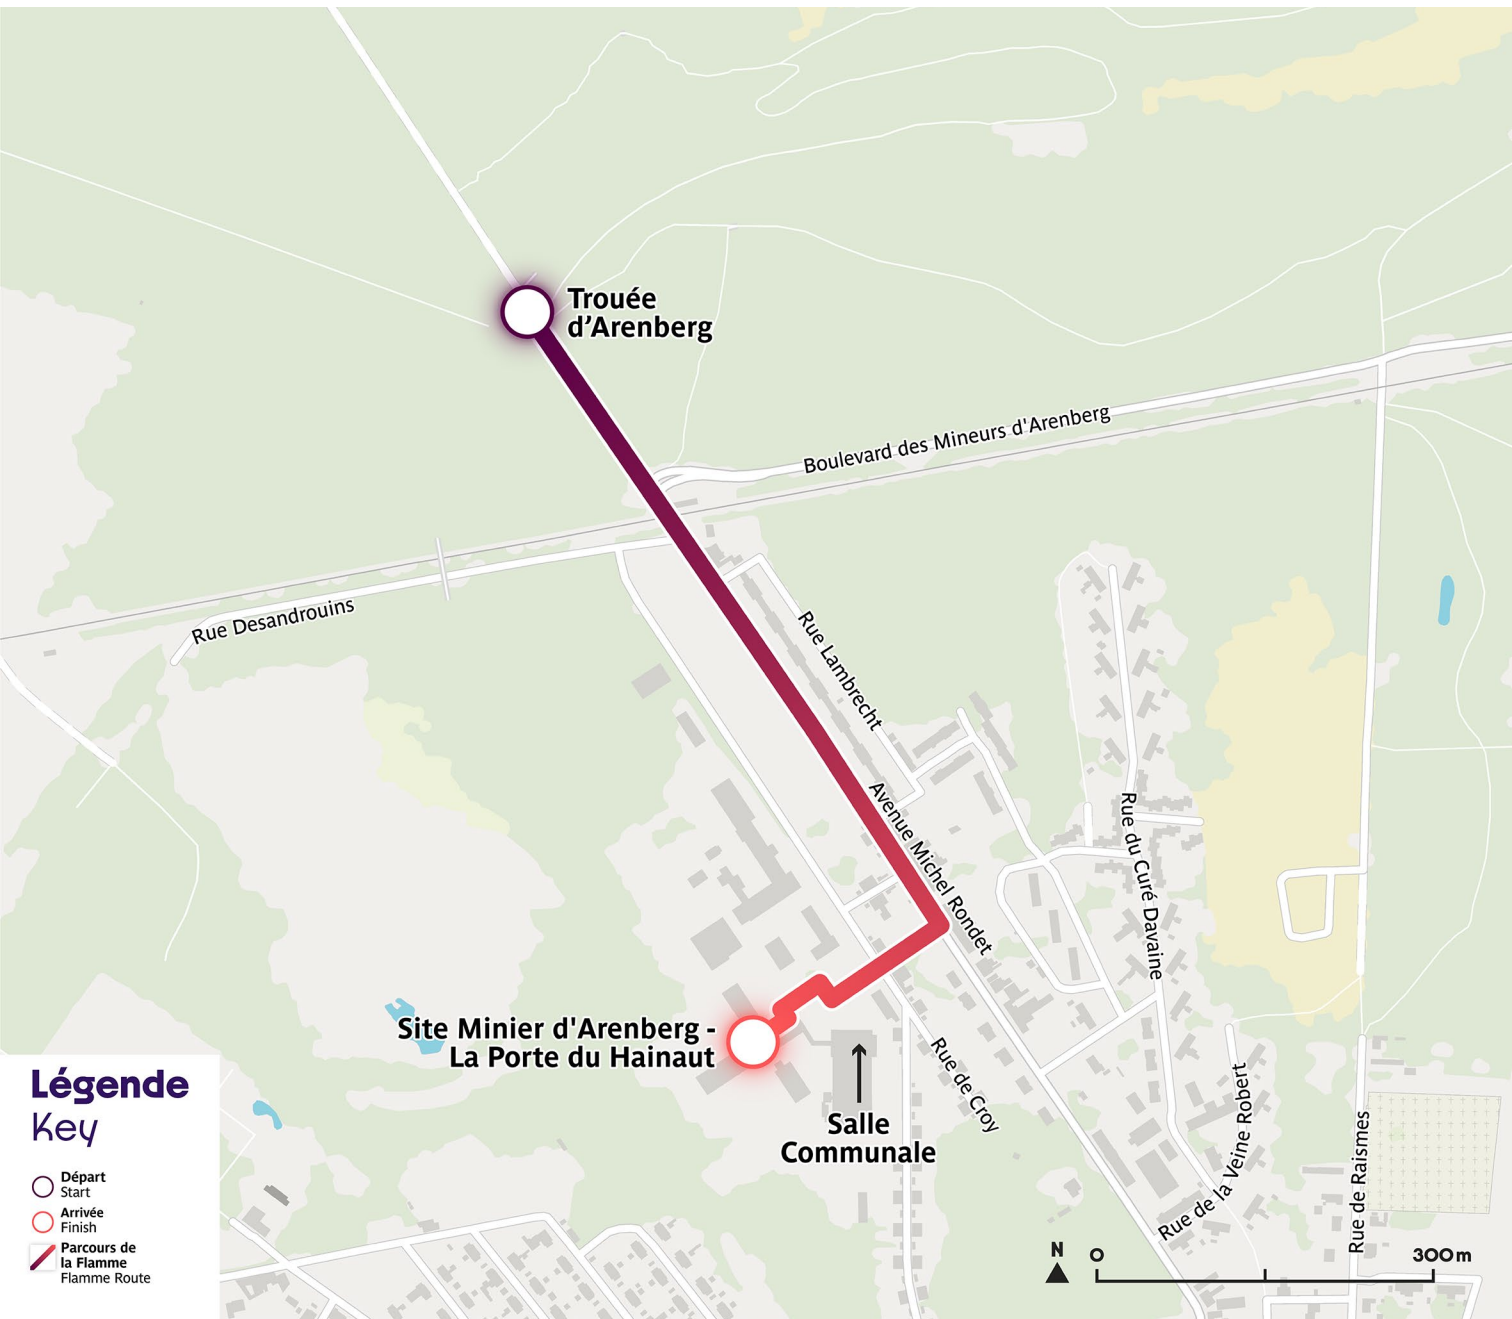 Trouée
d’Arenberg
Boulevard des Mineurs d'Arenberg
Rue Desandrouins
Rue Lambrecht
Avenue Michel Rondet
Rue du Curé Davaine
Site Minier d'Arenberg -
La Porte du Hainaut
Rue de Croy
Salle
Communale
Rue de la Veine Robert
Rue de Raismes
Légende
Key
Départ
Start
Arrivée
Finish
Parcours de
la Flamme
Flamme Route
N 0 300 m